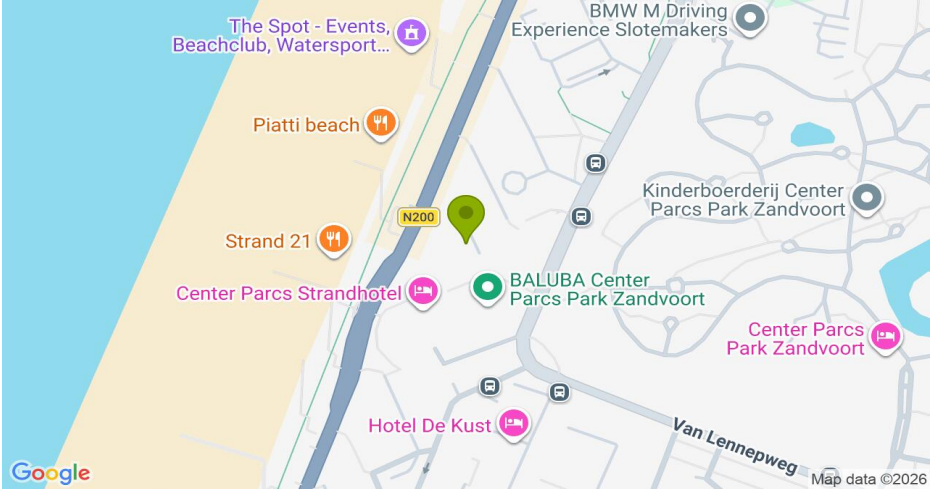 The Spot - Events,
Beachclub, Watersport...
BMW M Driving
Experience Slotemakers
Piatti beach
Kinderboerderij Center
Parcs Park Zandvoort
N200
Strand 21
Center Parcs Strandhotel
BALUBA Center
Parcs Park Zandvoort
Center Parcs
Park Zandvoort
Hotel De Kust
Van Lennepweg
Google
Map data ©2026